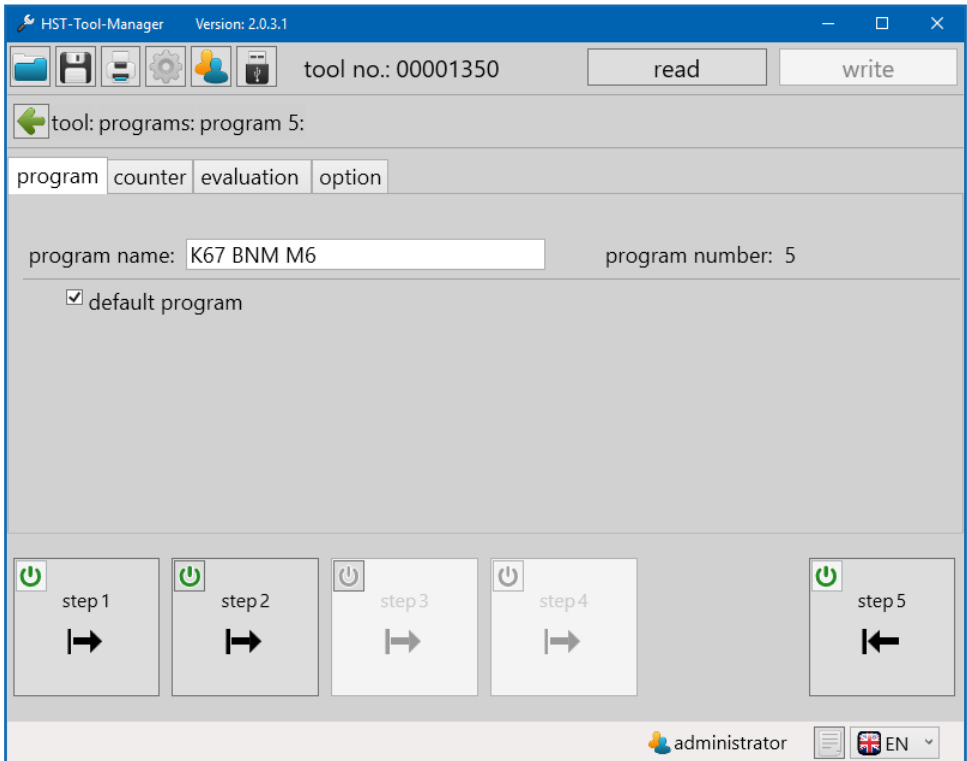 HST-Tool-Manager Version: 2.0.3.1
tool no.: 00001350 read write
tool: programs: program 5:
program counter evaluation option
program name: K67 BNM M6 program number: 5
default program
step 1 step 2 step 3 step 4 step 5
administrator EN